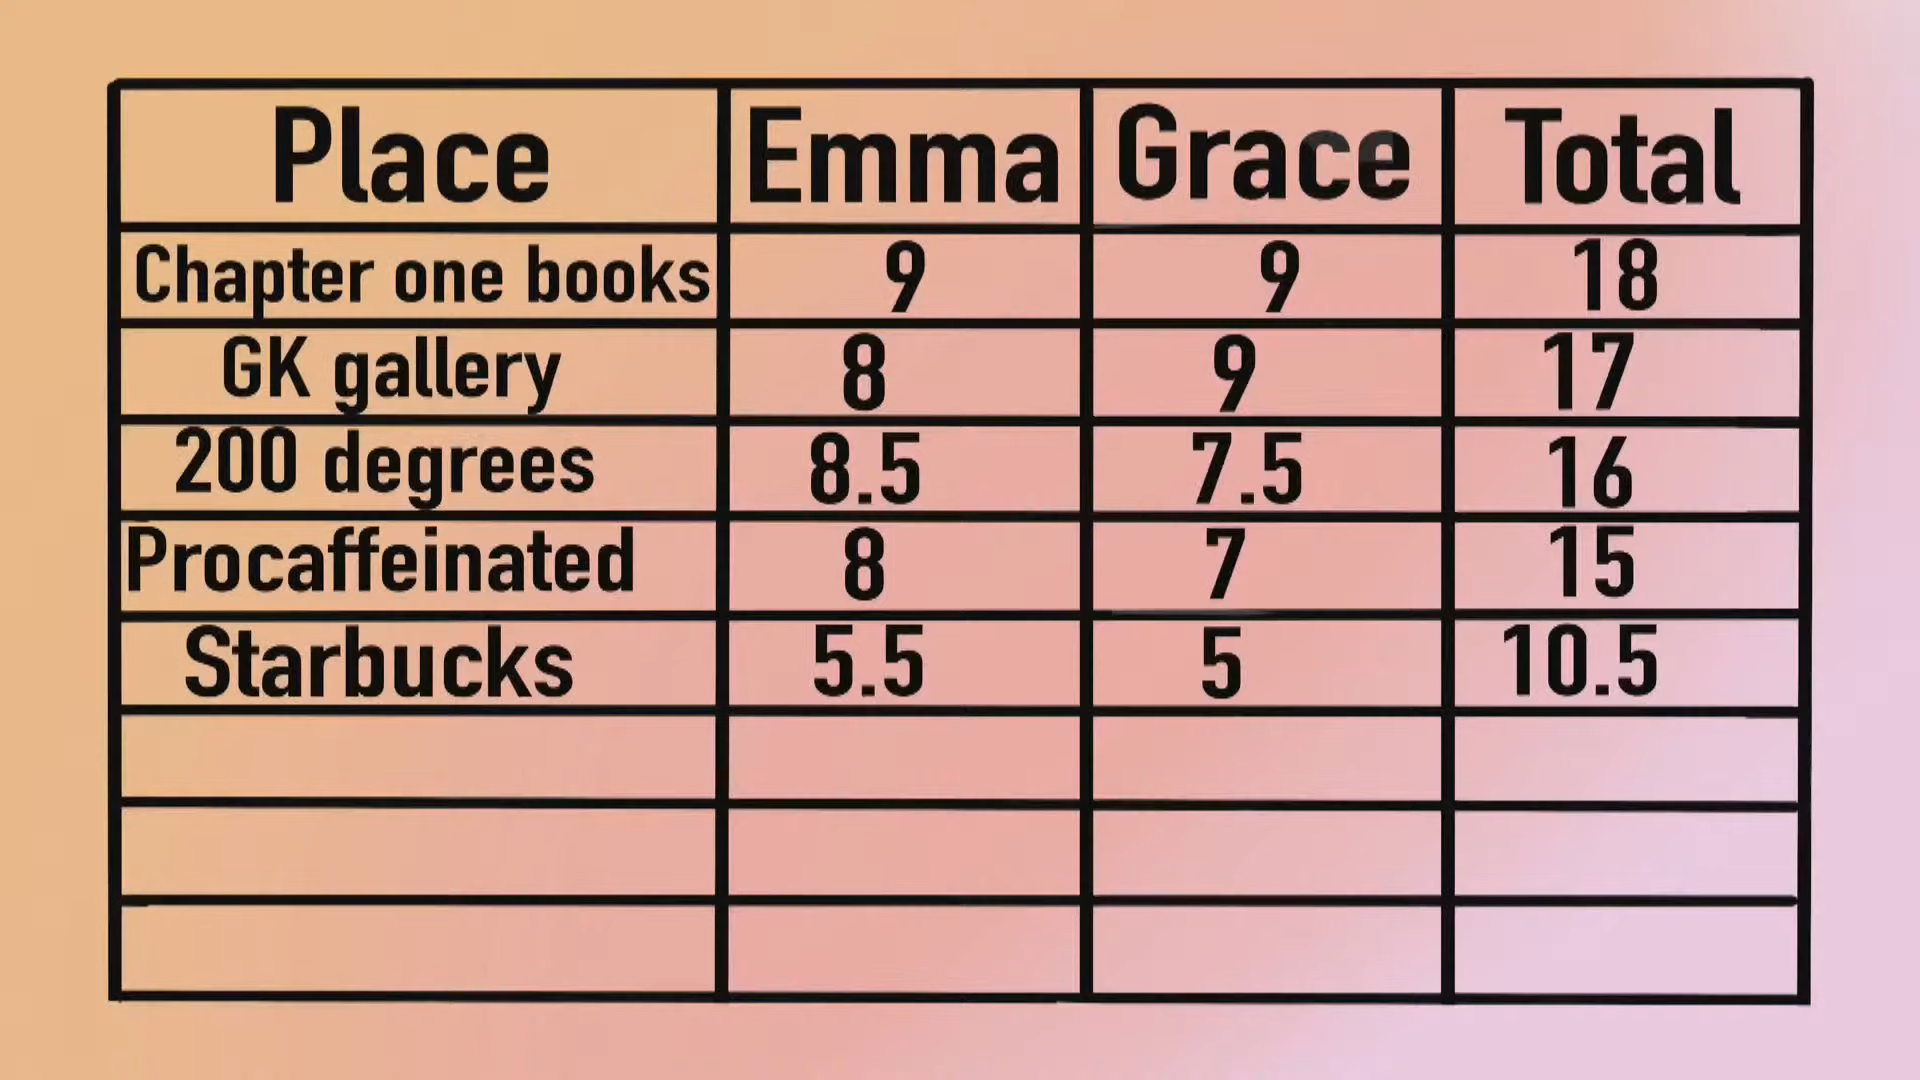 Place Emma Grace Total
Chapter one books 9 9 18
GK gallery 8 9 17
200 degrees 8.5 7.5 16
Procaffeinated 8 7 15
Starbucks 5.5 5 10.5